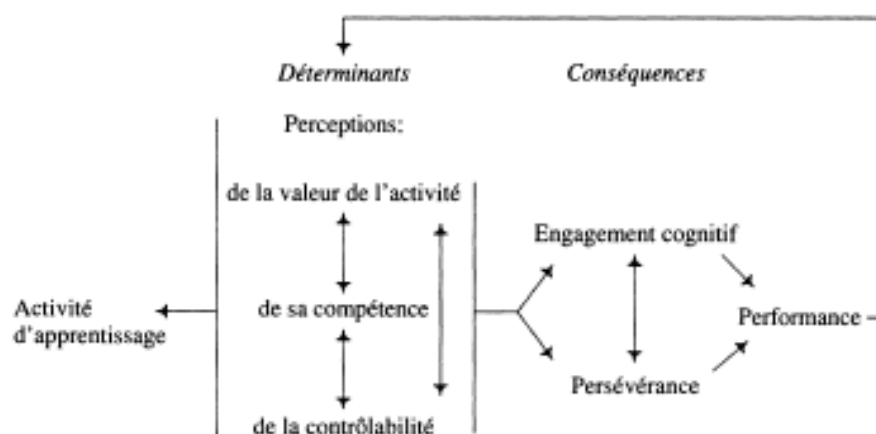 Déterminants
Conséquences
Perceptions:
de la valeur de l'activité
Engagement cognitif
Activité
d'apprentissage
de sa compétence
Performance
Persévérance
de la contrôlabilité